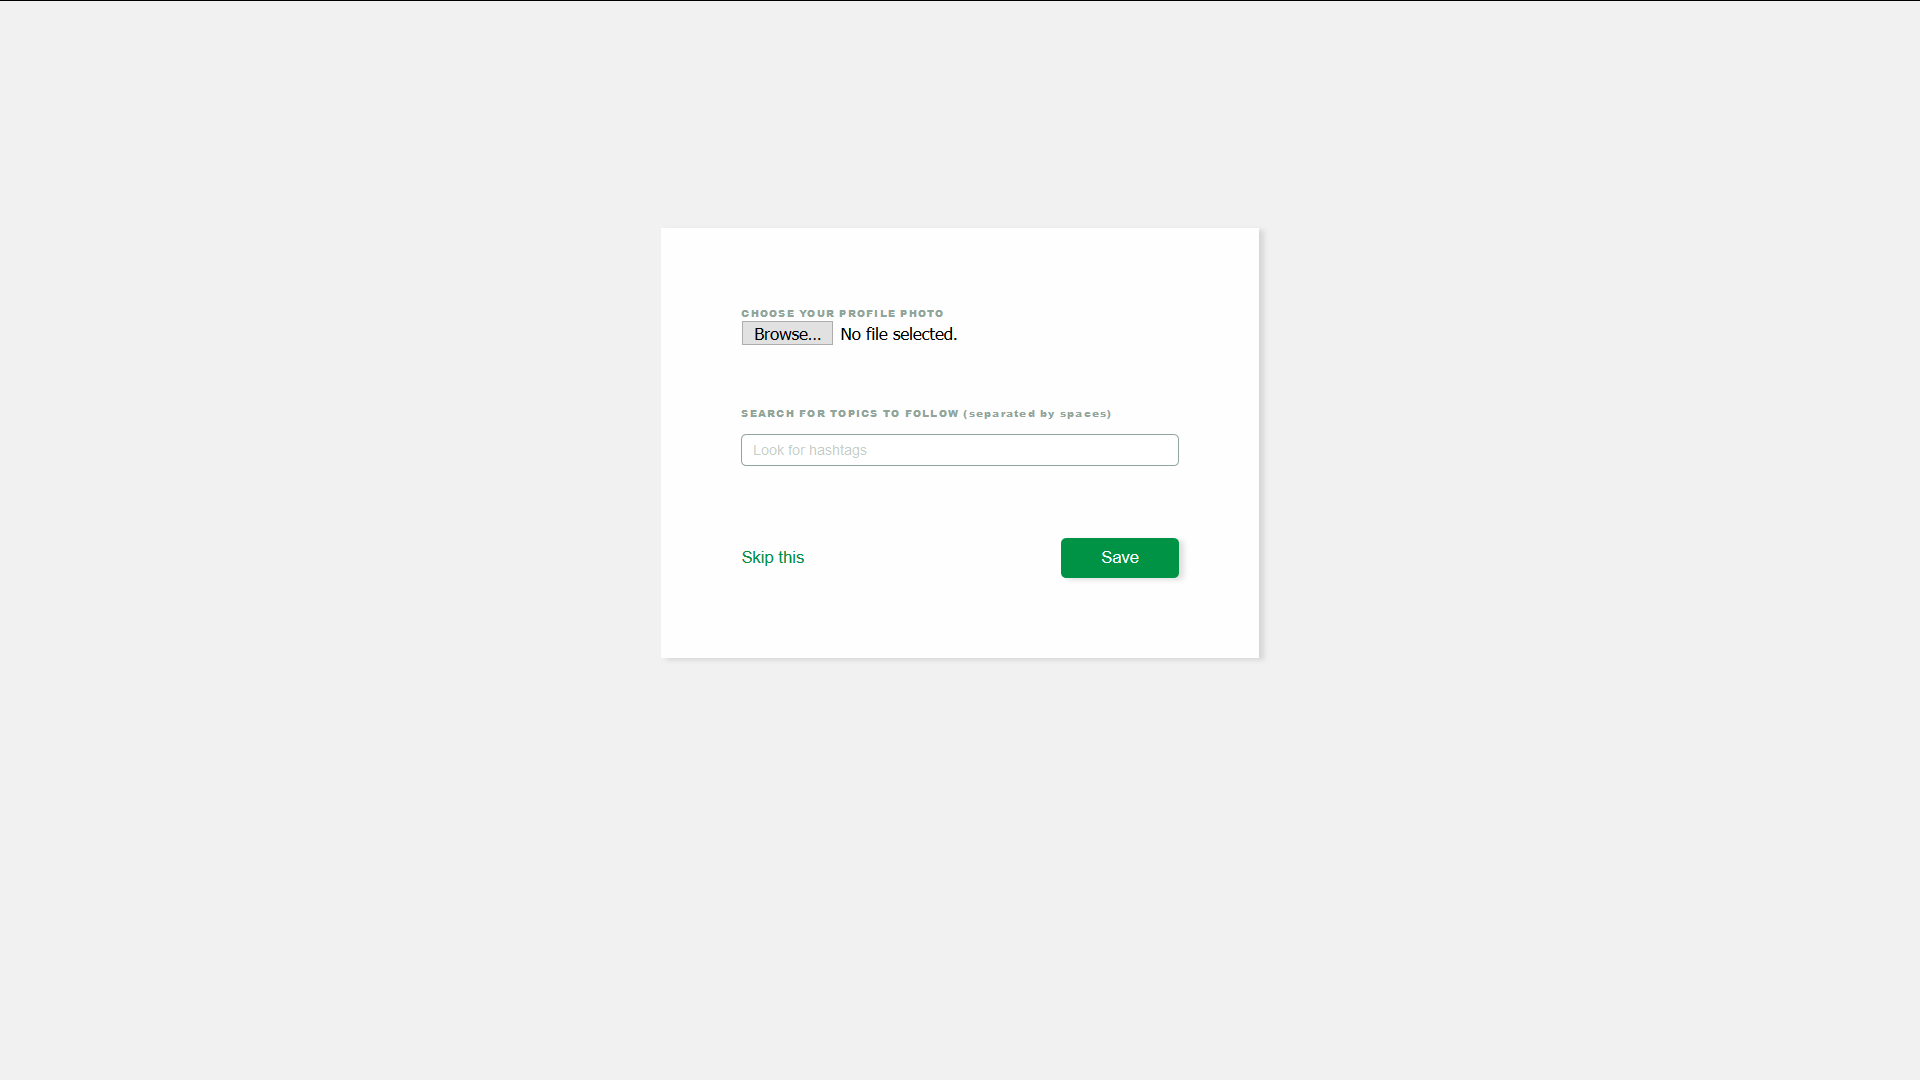 CHOOSE YOUR PROFILE PHOTO
Browse... No file selected.
SEARCH FOR TOPICS TO FOLLOW (separated by spaces)
Look for hashtags
Skip this
Save